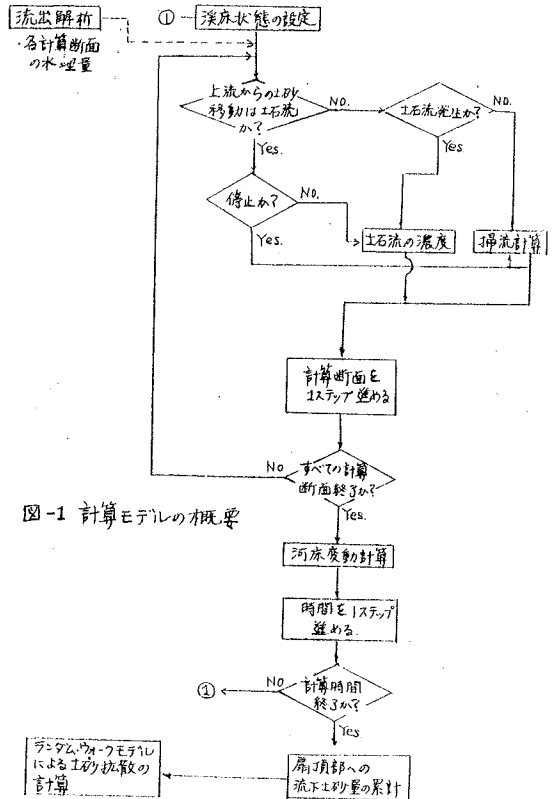 流出解析
・各計算断面
の水理量
①
渓床状態の設定
上流からの土砂
移動は土石流
か?
NO.
Yes.
土石流発生か?
NO.
Yes.
停止か?
NO.
Yes.
土石流の濃度
掃流計算
計算断面を
1ステップ進める
すべての計算
断面終了か?
No
Yes.
図-1 計算モデルの概要
河床変動計算
時間を1ステップ
進める.
計算時間
終了か?
No
①
Yes
扇頂部への
流下土砂量の累計
ランダム・ウォークモデル
による土砂拡散の
計算